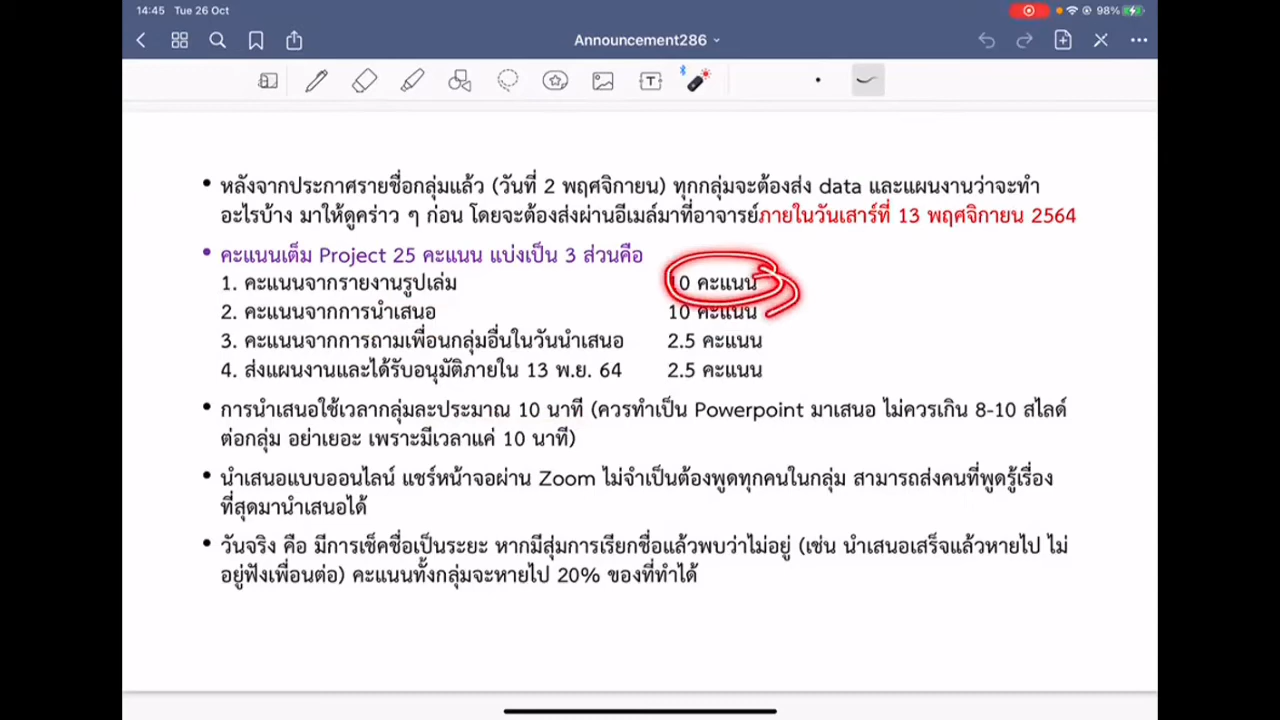 14:45 Tue 26 Oct 98%
Announcement286
• หลังจากประกาศรายชื่อกลุ่มแล้ว (วันที่ 2 พฤศจิกายน) ทุกกลุ่มจะต้องส่ง data และแผนงานว่าจะทำ
อะไรบ้าง มาให้ดูคร่าว ๆ ก่อน โดยจะต้องส่งผ่านอีเมล์มาที่อาจารย์ภายในวันเสาร์ที่ 13 พฤศจิกายน 2564
• คะแนนเต็ม Project 25 คะแนน แบ่งเป็น 3 ส่วนคือ
1. คะแนนจากรายงานรูปเล่ม 10 คะแนน
2. คะแนนจากการนำเสนอ 10 คะแนน
3. คะแนนจากการถามเพื่อนกลุ่มอื่นในวันนำเสนอ 2.5 คะแนน
4. ส่งแผนงานและได้รับอนุมัติภายใน 13 พ.ย. 64 2.5 คะแนน
• การนำเสนอใช้เวลากลุ่มละประมาณ 10 นาที (ควรทำเป็น Powerpoint มาเสนอ ไม่ควรเกิน 8-10 สไลด์
ต่อกลุ่ม อย่าเยอะ เพราะมีเวลาแค่ 10 นาที)
• นำเสนอแบบออนไลน์ แชร์หน้าจอผ่าน Zoom ไม่จำเป็นต้องพูดทุกคนในกลุ่ม สามารถส่งคนที่พูดรู้เรื่อง
ที่สุดมานำเสนอได้
• วันจริง คือ มีการเช็คชื่อเป็นระยะ หากมีสุ่มการเรียกชื่อแล้วพบว่าไม่อยู่ (เช่น นำเสนอเสร็จแล้วหายไป ไม่
อยู่ฟังเพื่อนต่อ) คะแนนทั้งกลุ่มจะหายไป 20% ของที่ทำได้